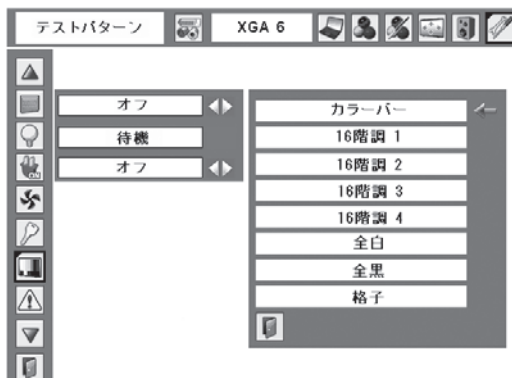 テストパターン
XGA 6
オフ
待機
オフ
ON
カラーバー
16階調 1
16階調 2
16階調 3
16階調 4
全白
全黒
格子